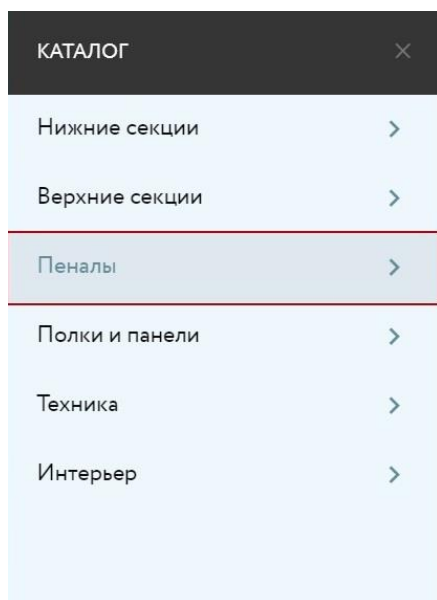 КАТАЛОГ
Нижние секции
Верхние секции
Пеналы
Полки и панели
Техника
Интерьер